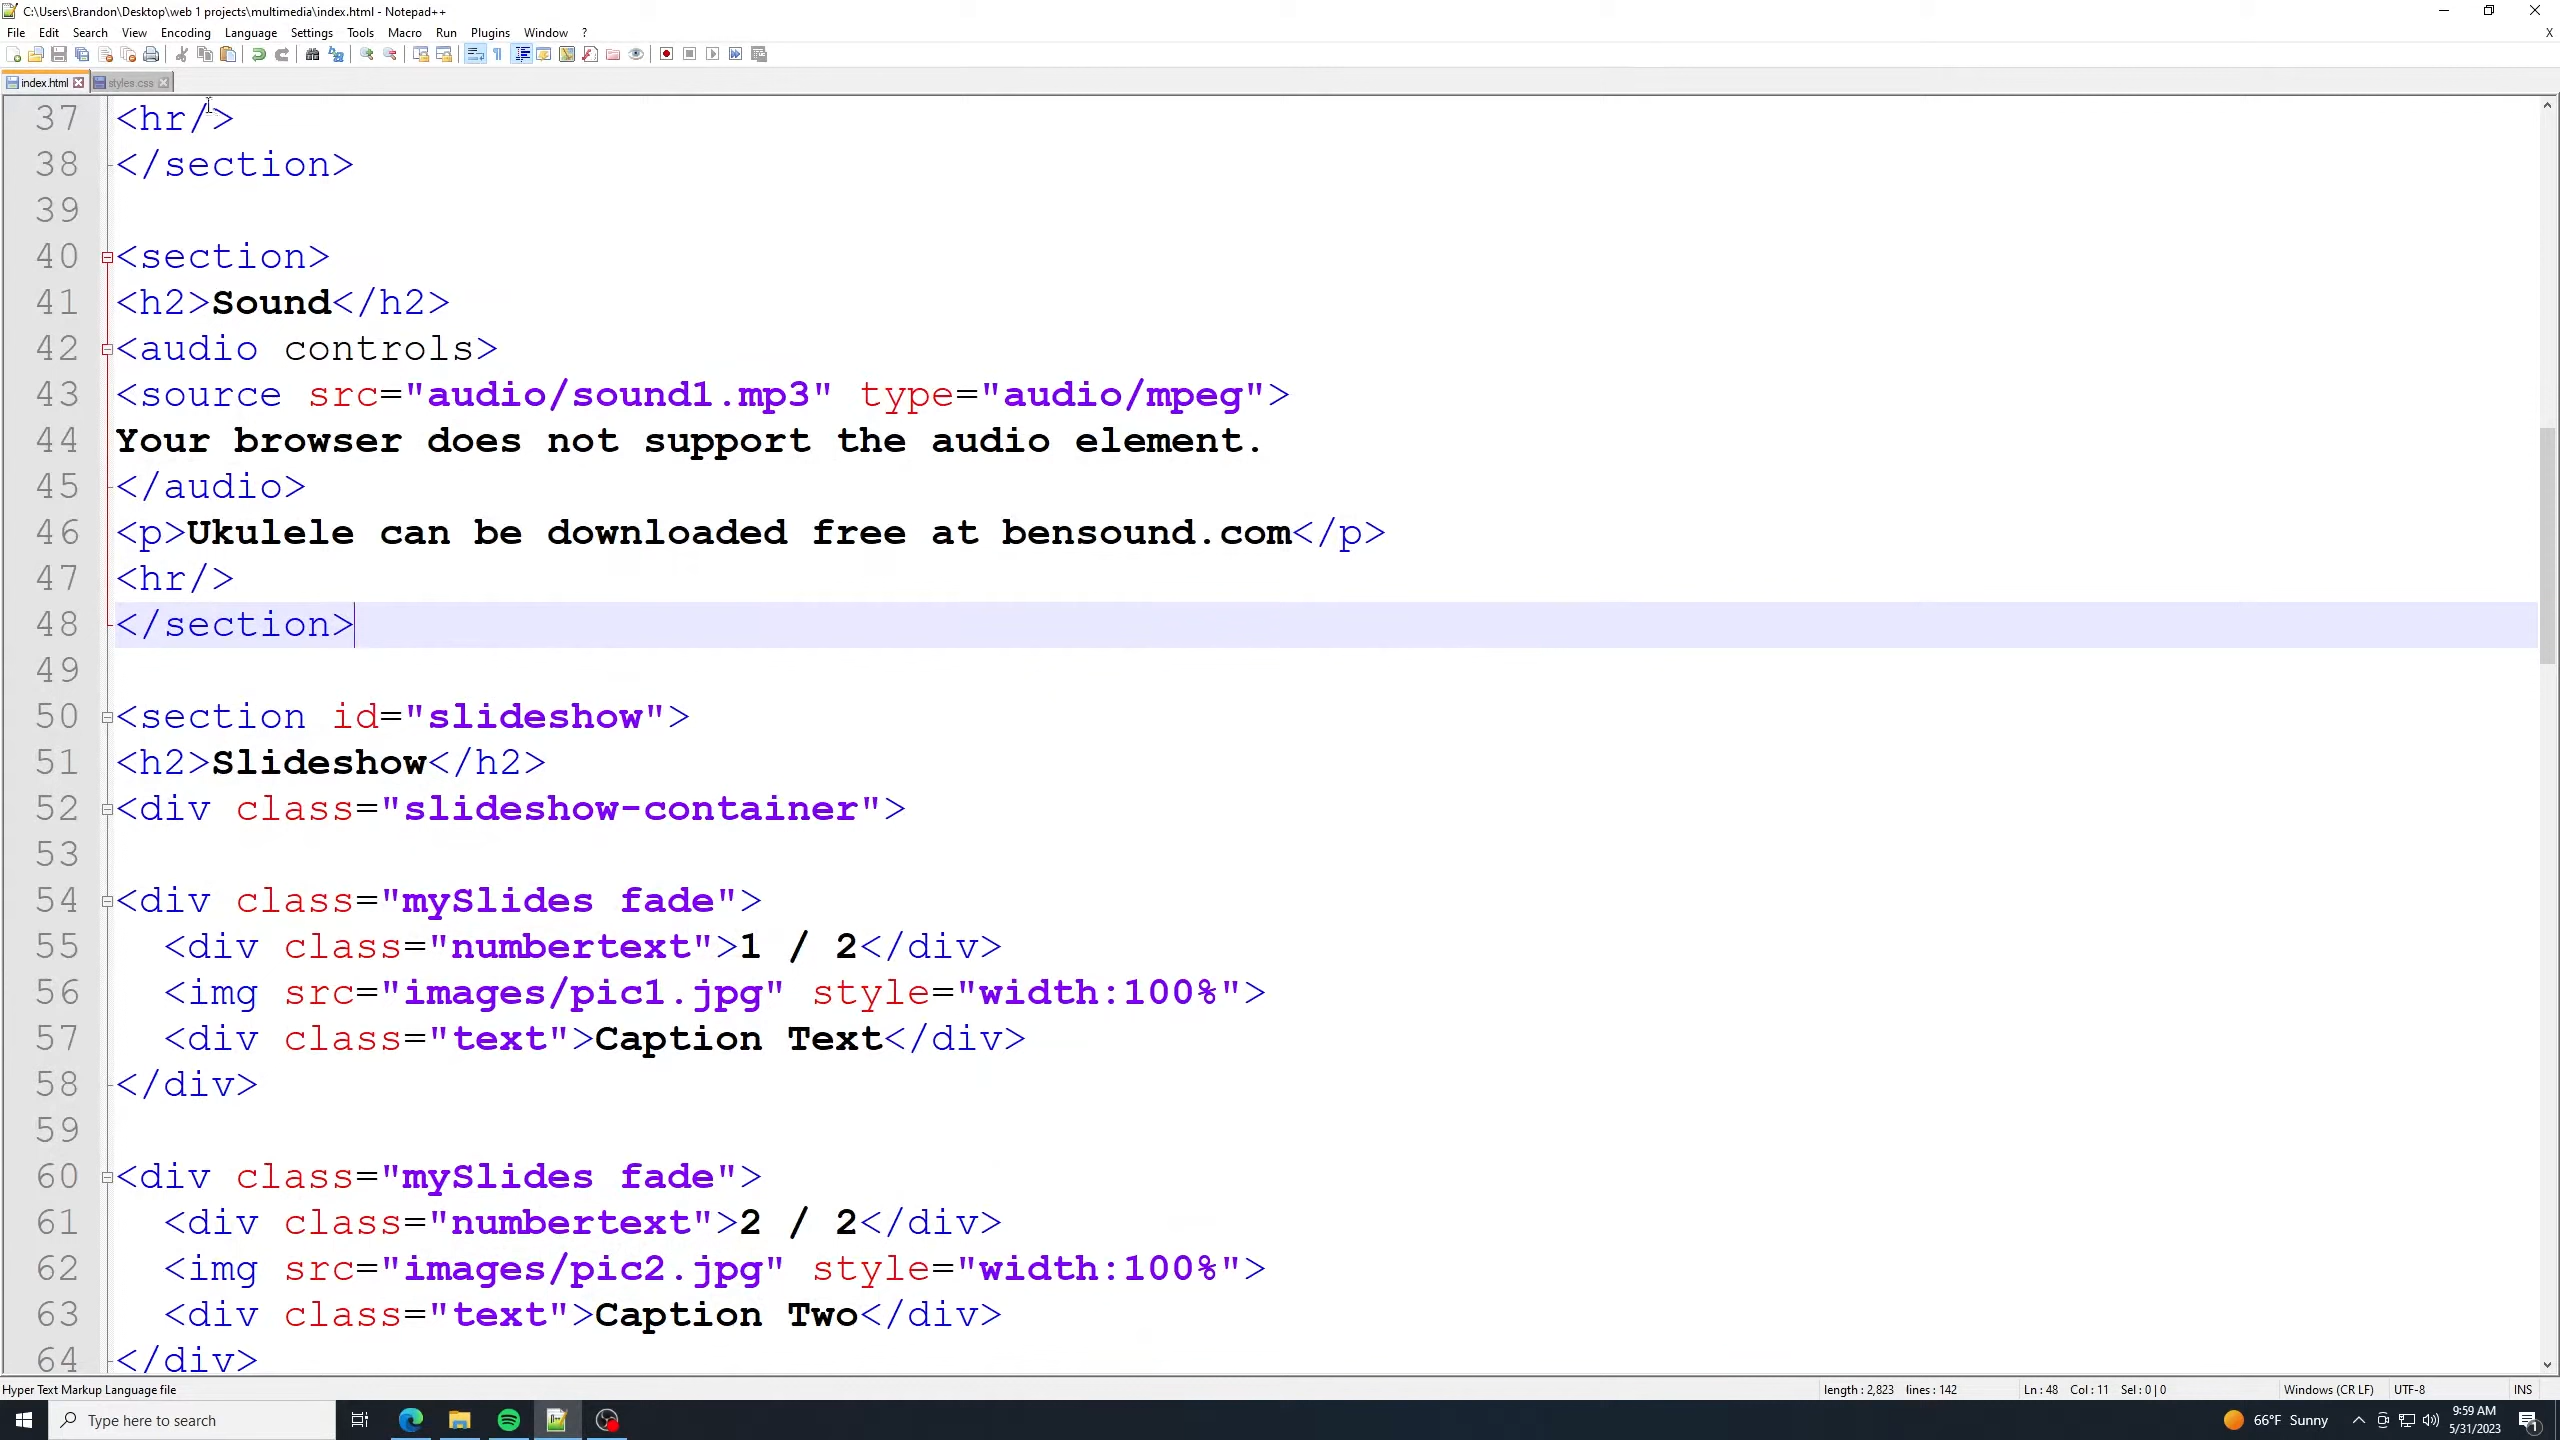 C:\Users\Brandon\Desktop\web 1 projects\multimedia\index.html - Notepad++
File Edit Search View Encoding Language Settings Tools Macro Run Plugins Window ? X
index.html styles.css
37 <hr/>
38 </section>
39
40 <section>
41 <h2>Sound</h2>
42 <audio controls>
43 <source src="audio/sound1.mp3" type="audio/mpeg">
44 Your browser does not support the audio element.
45 </audio>
46 <p>Ukulele can be downloaded free at bensound.com</p>
47 <hr/>
48 </section>
49
50 <section id="slideshow">
51 <h2>Slideshow</h2>
52 <div class="slideshow-container">
53
54 <div class="mySlides fade">
55 <div class="numbertext">1 / 2</div>
56 <img src="images/pic1.jpg" style="width:100%">
57 <div class="text">Caption Text</div>
58 </div>
59
60 <div class="mySlides fade">
61 <div class="numbertext">2 / 2</div>
62 <img src="images/pic2.jpg" style="width:100%">
63 <div class="text">Caption Two</div>
64 </div>
Hyper Text Markup Language file length : 2,823 lines : 142 Ln : 48 Col : 11 Sel : 0 | 0 Windows (CR LF) UTF-8 INS
Type here to search 66°F Sunny 9:59 AM
5/31/2023 1